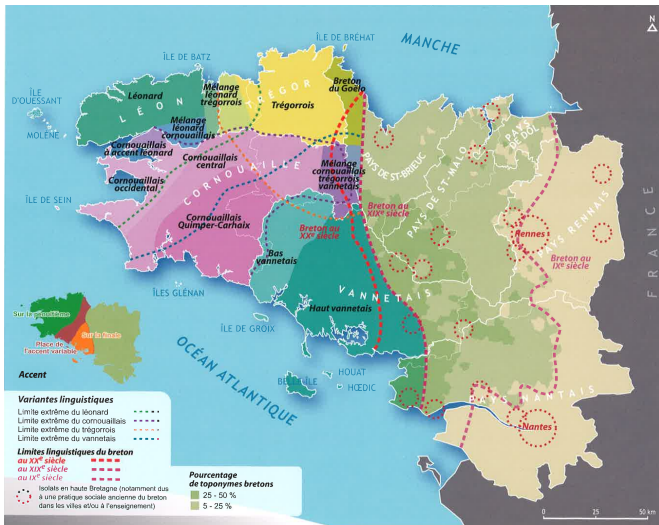 MANCHE
N
ÎLE DE BRÉHAT
ÎLE DE BATZ
ÎLE
D'OUESSANT
MOLÈNE
Léonard
LÉON
Mélange
léonard
trégorrois
TRÉGOR
Trégorrois
Breton
du Goëlo
Mélange
léonard
cornouaillais
Cornouaillais
à accent léonard
Cornouaillais
occidental
Cornouaillais
central
CORNOUAILLE
Mélange
cornouaillais
trégorrois
vannetais
PAYS DE ST-BRIEUC
PAYS DE ST-MALO
PAYS
DE DOL
FRANCE
ÎLE DE SEIN
Cornouaillais
Quimper-Carhaix
Breton au
XXe siècle
Breton au
XIXe siècle
Rennes
PAYS RENNAIS
Breton au
IXe siècle
Bas
vannetais
VANNETAIS
Haut vannetais
ÎLES GLÉNAN
ÎLE DE GROIX
BELLE-ÎLE
HOUAT
HŒDIC
OCÉAN ATLANTIQUE
PAYS NANTAIS
Nantes
Sur la pénultième
Sur la finale
Place de
l'accent variable
Accent
Variantes linguistiques
Limite extrême du léonard
Limite extrême du cornouaillais
Limite extrême du trégorrois
Limite extrême du vannetais
Limites linguistiques du breton
au XXe siècle
au XIXe siècle
au IXe siècle
Isolats en haute Bretagne (notamment dus
à une pratique sociale ancienne du breton
dans les villes et/ou à l'enseignement)
Pourcentage
de toponymes bretons
25 - 50 %
5 - 25 %
0 25 50 km